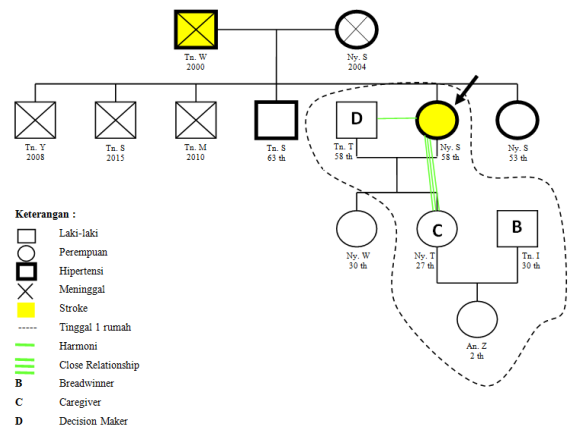 Tn. W
2000
Ny. S
2004
Tn. Y
2008
Tn. S
2015
Tn. M
2010
Tn. S
63 th
D
Tn. T
58 th
Ny. S
58 th
Ny. S
53 th
Ny. W
30 th
C
Ny. T
27 th
B
Tn. I
30 th
An. Z
2 th
Keterangan :
Laki-laki
Perempuan
Hipertensi
Meninggal
Stroke
Tinggal 1 rumah
Harmoni
Close Relationship
B Breadwinner
C Caregiver
D Decision Maker